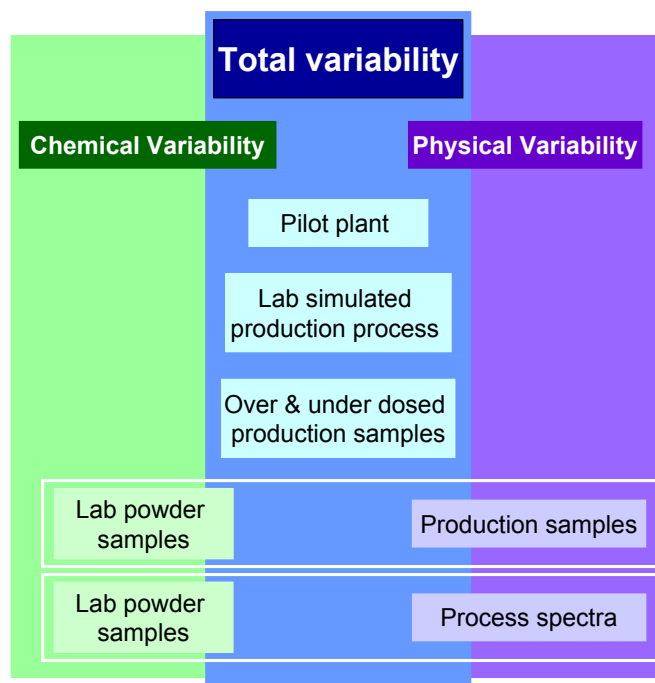 Total variability
Chemical Variability
Physical Variability
Pilot plant
Lab simulated
production process
Over & under dosed
production samples
Lab powder
samples
Production samples
Lab powder
samples
Process spectra